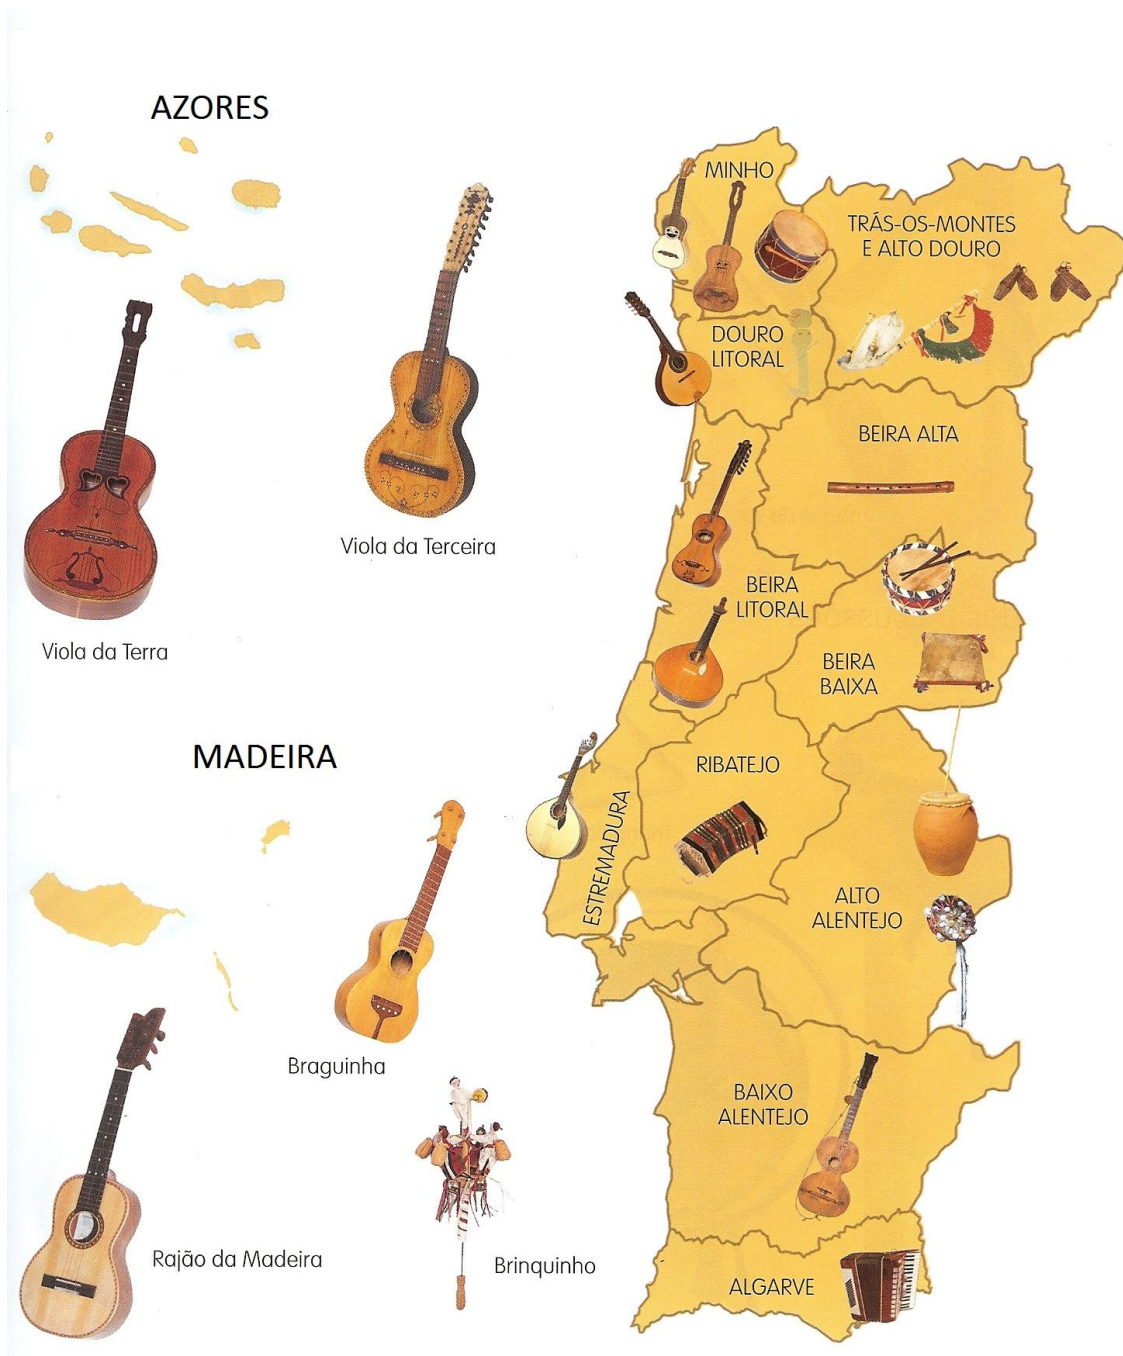 AZORES
MINHO
TRÁS-OS-MONTES
E ALTO DOURO
DOURO
LITORAL
BEIRA ALTA
Viola da Terceira
BEIRA
LITORAL
Viola da Terra
BEIRA
BAIXA
MADEIRA
RIBATEJO
ESTREMADURA
ALTO
ALENTEJO
Braguinha
BAIXO
ALENTEJO
Rajão da Madeira
Brinquinho
ALGARVE